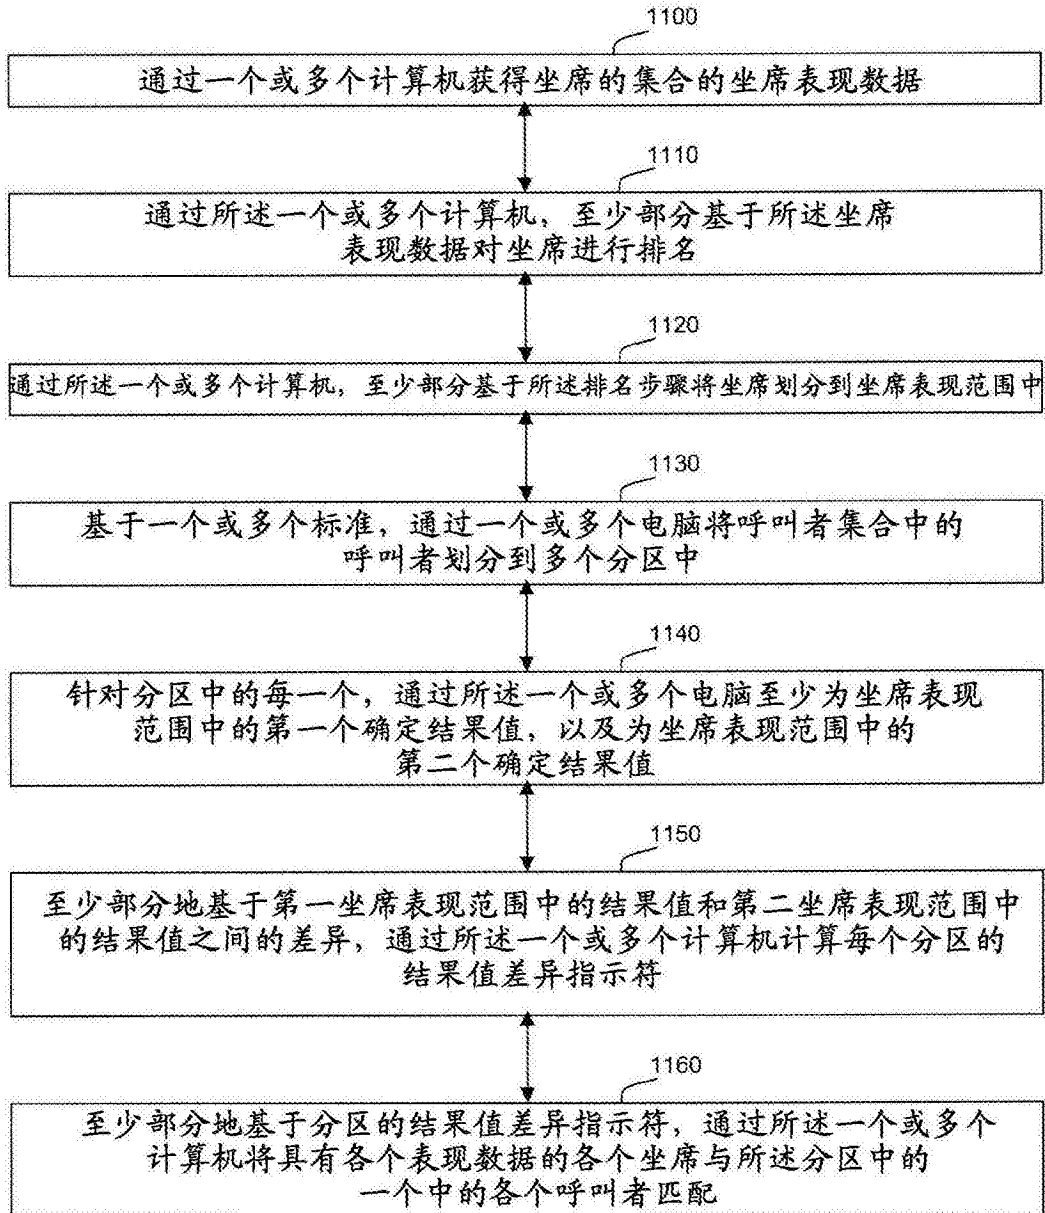 1100
通过一个或多个计算机获得坐席的集合的坐席表现数据
1110
通过所述一个或多个计算机，至少部分基于所述坐席
表现数据对坐席进行排名
1120
通过所述一个或多个计算机，至少部分基于所述排名步骤将坐席划分到坐席表现范围中
1130
基于一个或多个标准，通过一个或多个电脑将呼叫者集合中的
呼叫者划分到多个分区中
1140
针对分区中的每一个，通过所述一个或多个电脑至少为坐席表现
范围中的第一个确定结果值，以及为坐席表现范围中的
第二个确定结果值
1150
至少部分地基于第一坐席表现范围中的结果值和第二坐席表现范围中
的结果值之间的差异，通过所述一个或多个计算机计算每个分区的
结果值差异指示符
1160
至少部分地基于分区的结果值差异指示符，通过所述一个或多个
计算机将具有各个表现数据的各个坐席与所述分区中的
一个中的各个呼叫者匹配